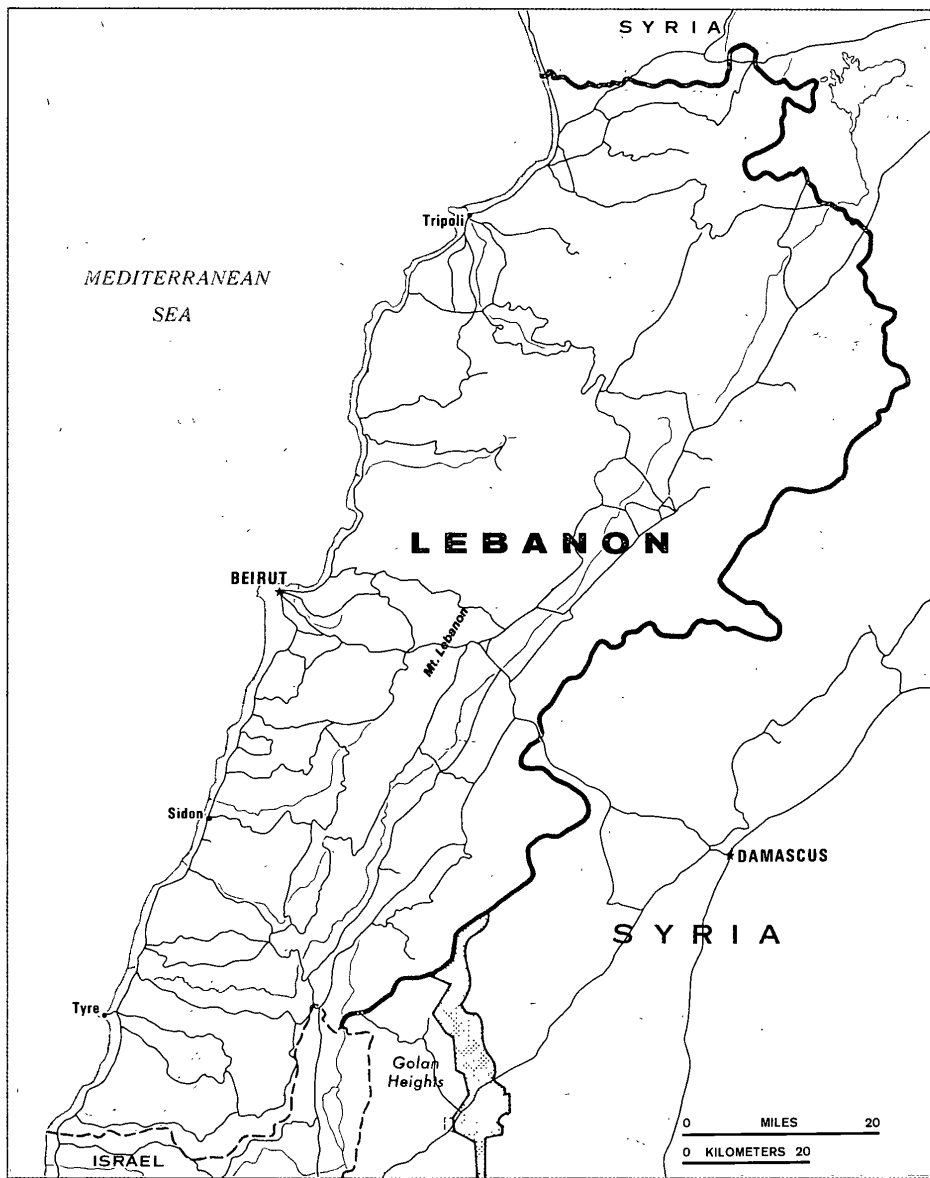 SYRIA
Tripoli
MEDITERRANEAN
SEA
LEBANON
BEIRUT
Mt. Lebanon
Sidon
DAMASCUS
SYRIA
Tyre
Golan
Heights
ISRAEL
0 MILES 20
0 KILOMETERS 20